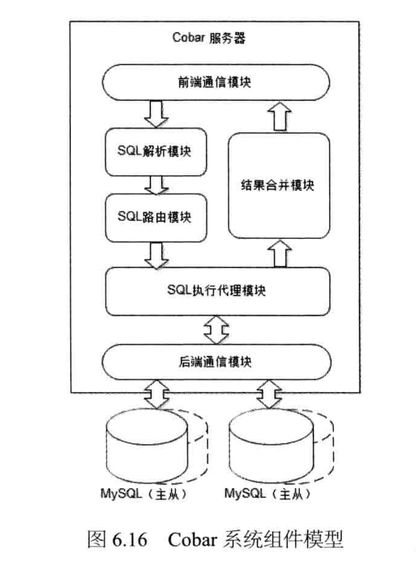 Cobar 服务器
前端通信模块
SQL解析模块
SQL路由模块
结果合并模块
SQL执行代理模块
后端通信模块
MySQL（主从） MySQL（主从）
图 6.16 Cobar 系统组件模型